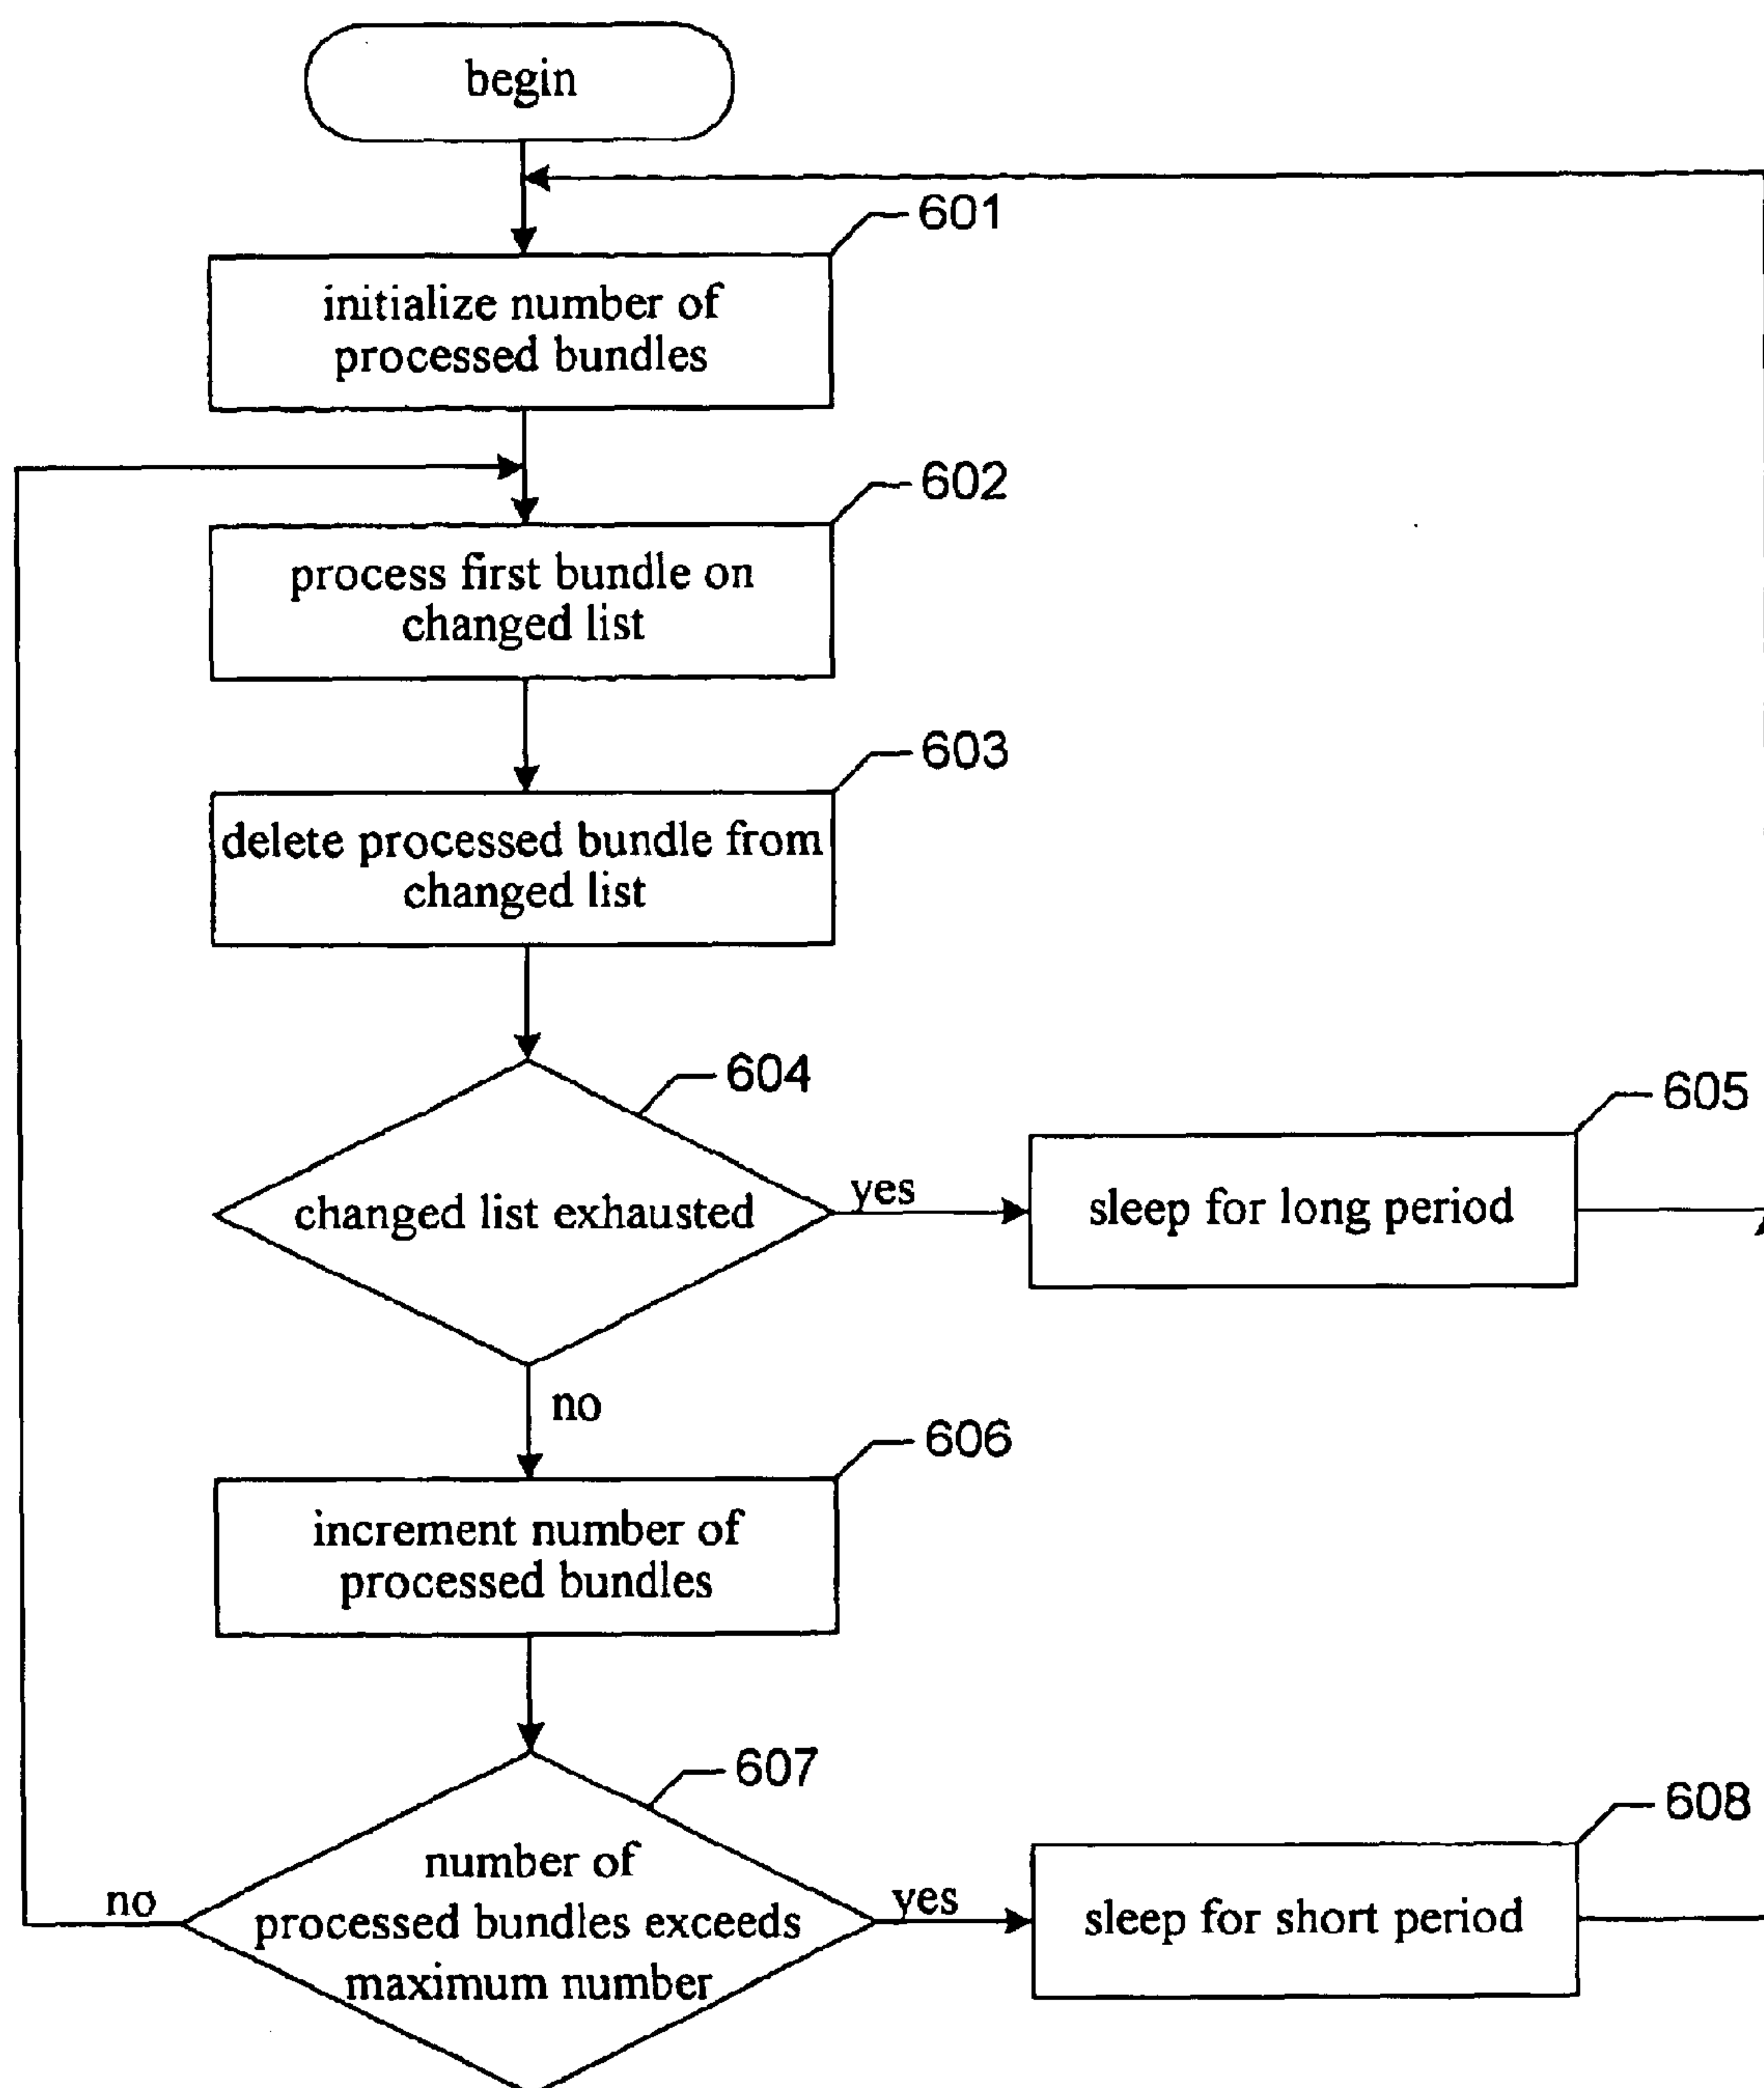 begin
601
initialize number of
processed bundles
602
process first bundle on
changed list
603
delete processed bundle from
changed list
604
changed list exhausted
yes
605
sleep for long period
no
606
increment number of
processed bundles
607
number of
processed bundles exceeds
maximum number
no
yes
608
sleep for short period